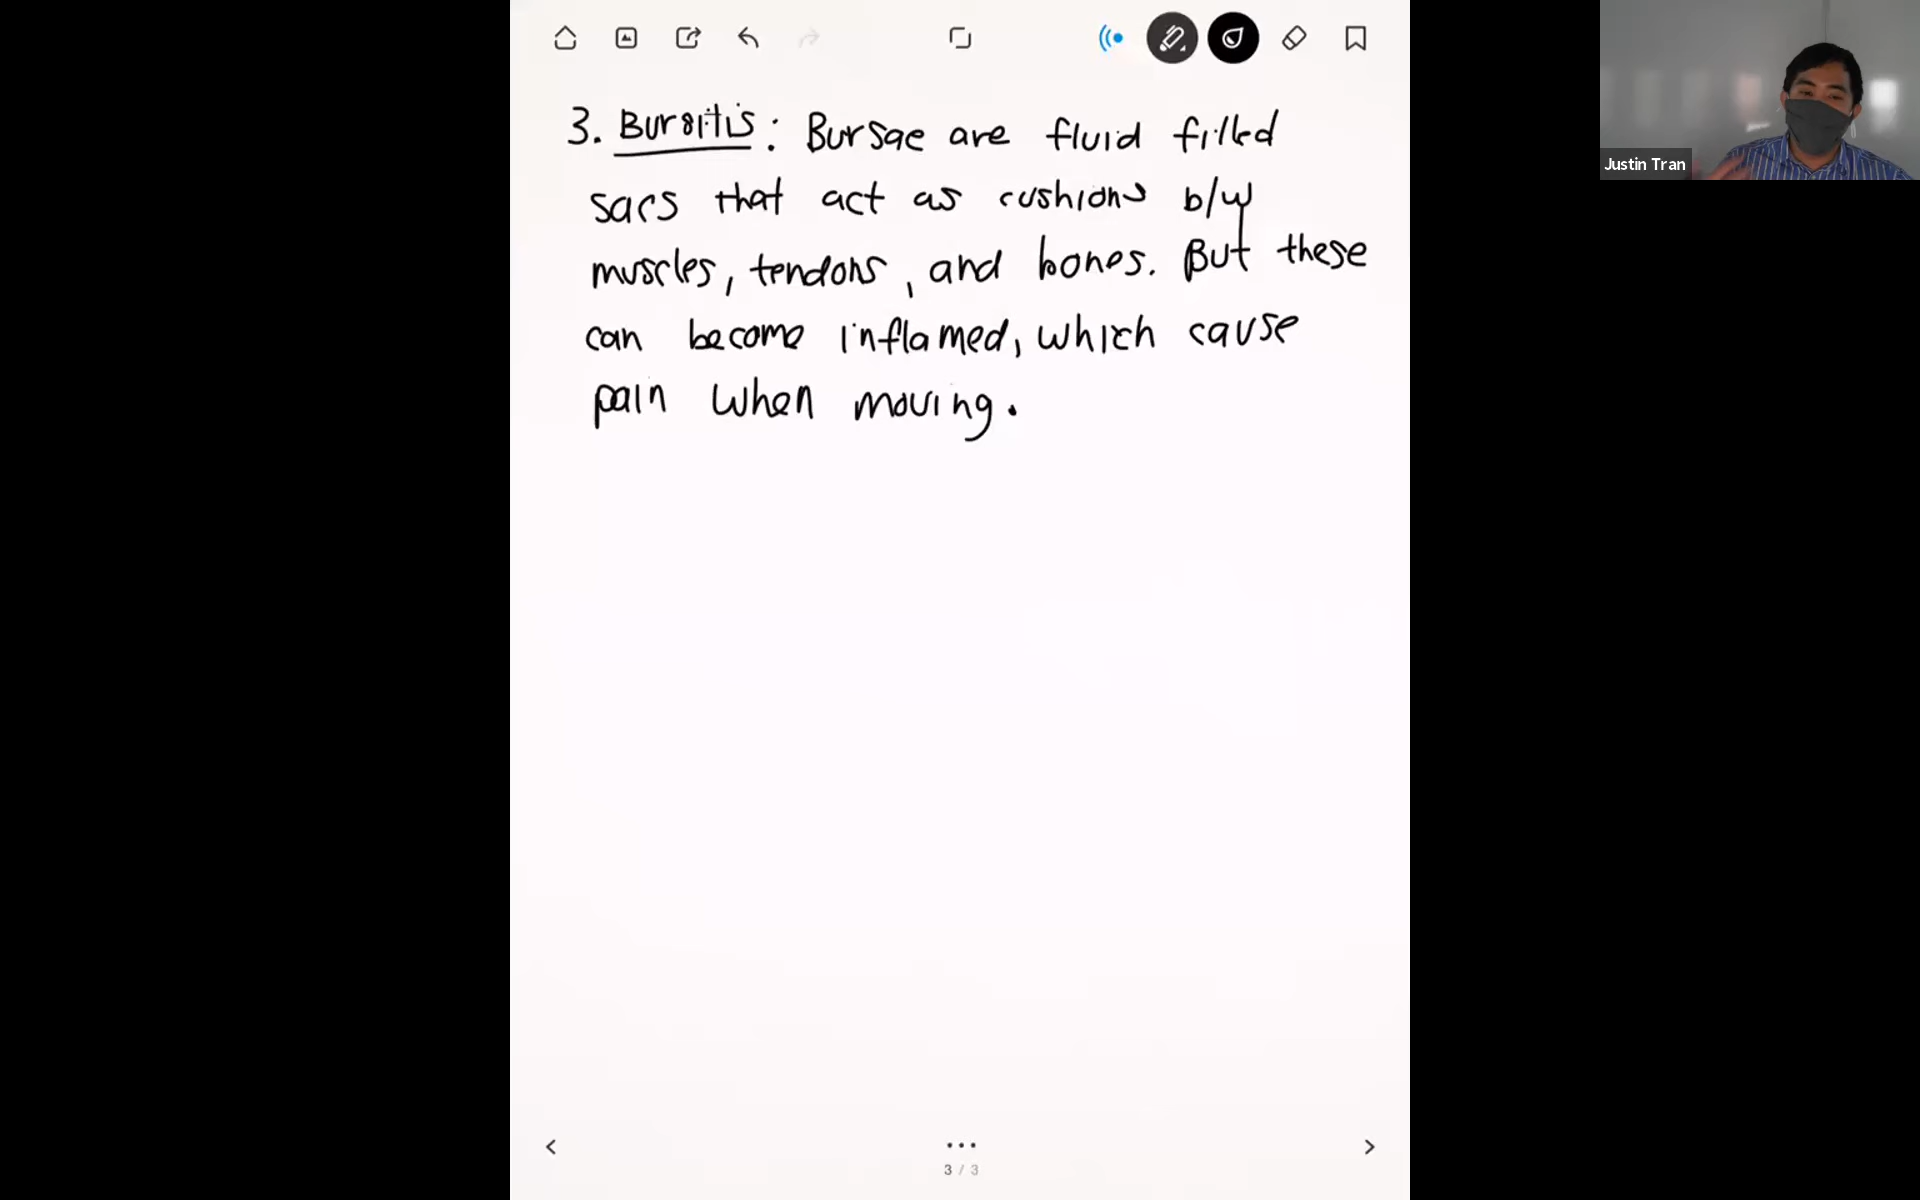 3. Bursitis: Bursae are fluid filled
sacs that act as cushions b/w
muscles, tendons, and bones. But these
can become inflamed, which cause
pain when moving.
Justin Tran
3 / 3